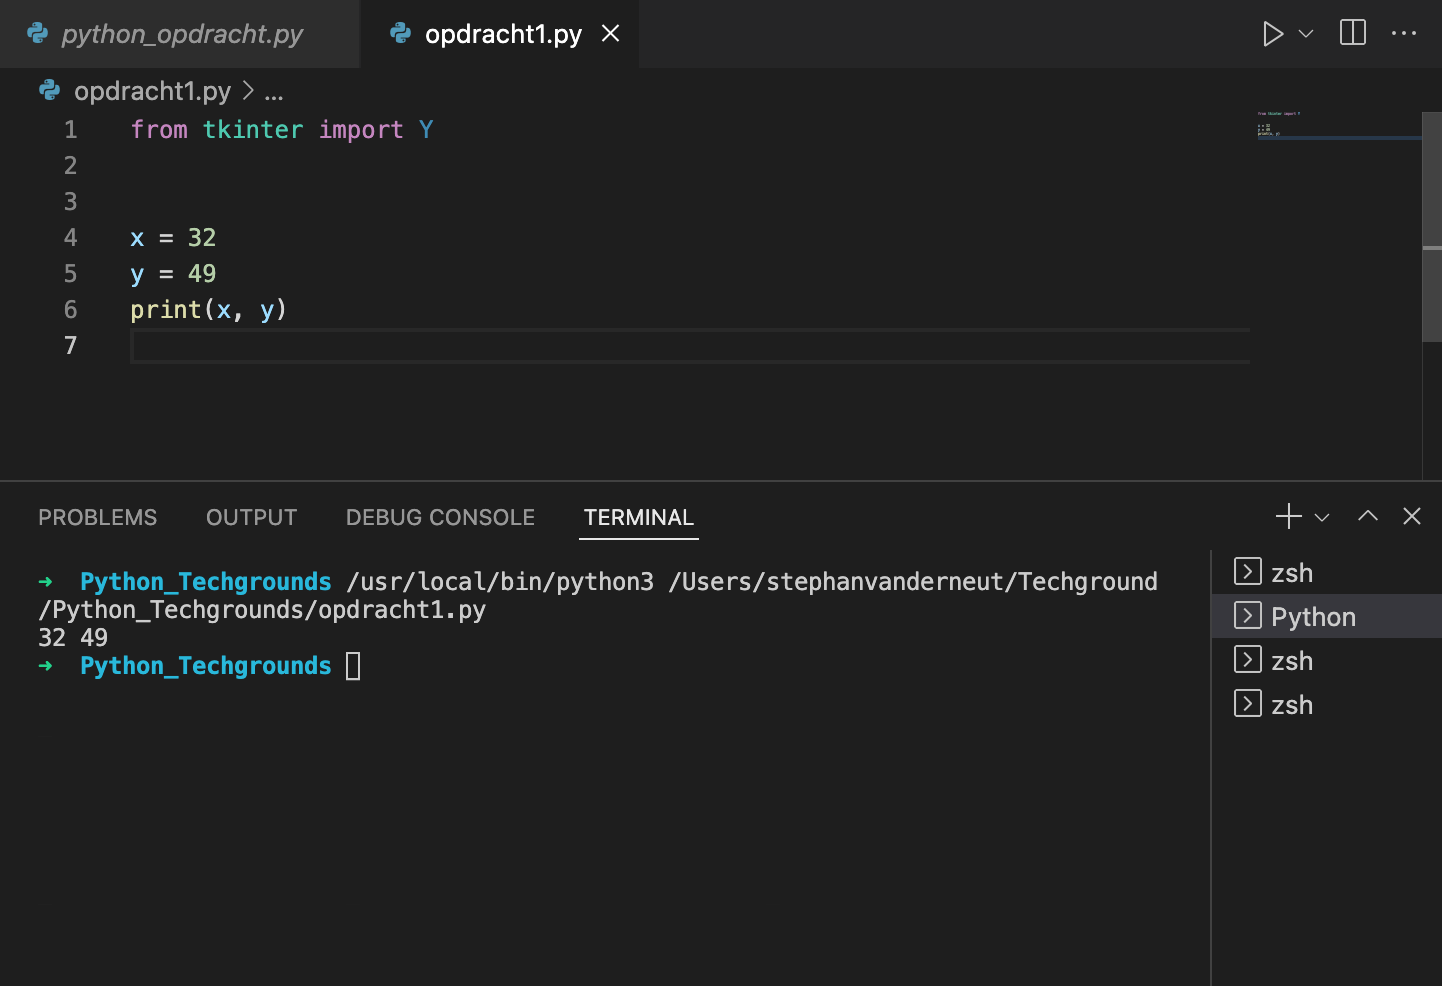 python_opdracht.py
opdracht1.py
opdracht1.py > ...
1 from tkinter import Y
2
3
4 x = 32
5 y = 49
6 print(x, y)
7
PROBLEMS OUTPUT DEBUG CONSOLE TERMINAL
➜ Python_Techgrounds /usr/local/bin/python3 /Users/stephanvanderneut/Techground
/Python_Techgrounds/opdracht1.py
32 49
➜ Python_Techgrounds
zsh
Python
zsh
zsh